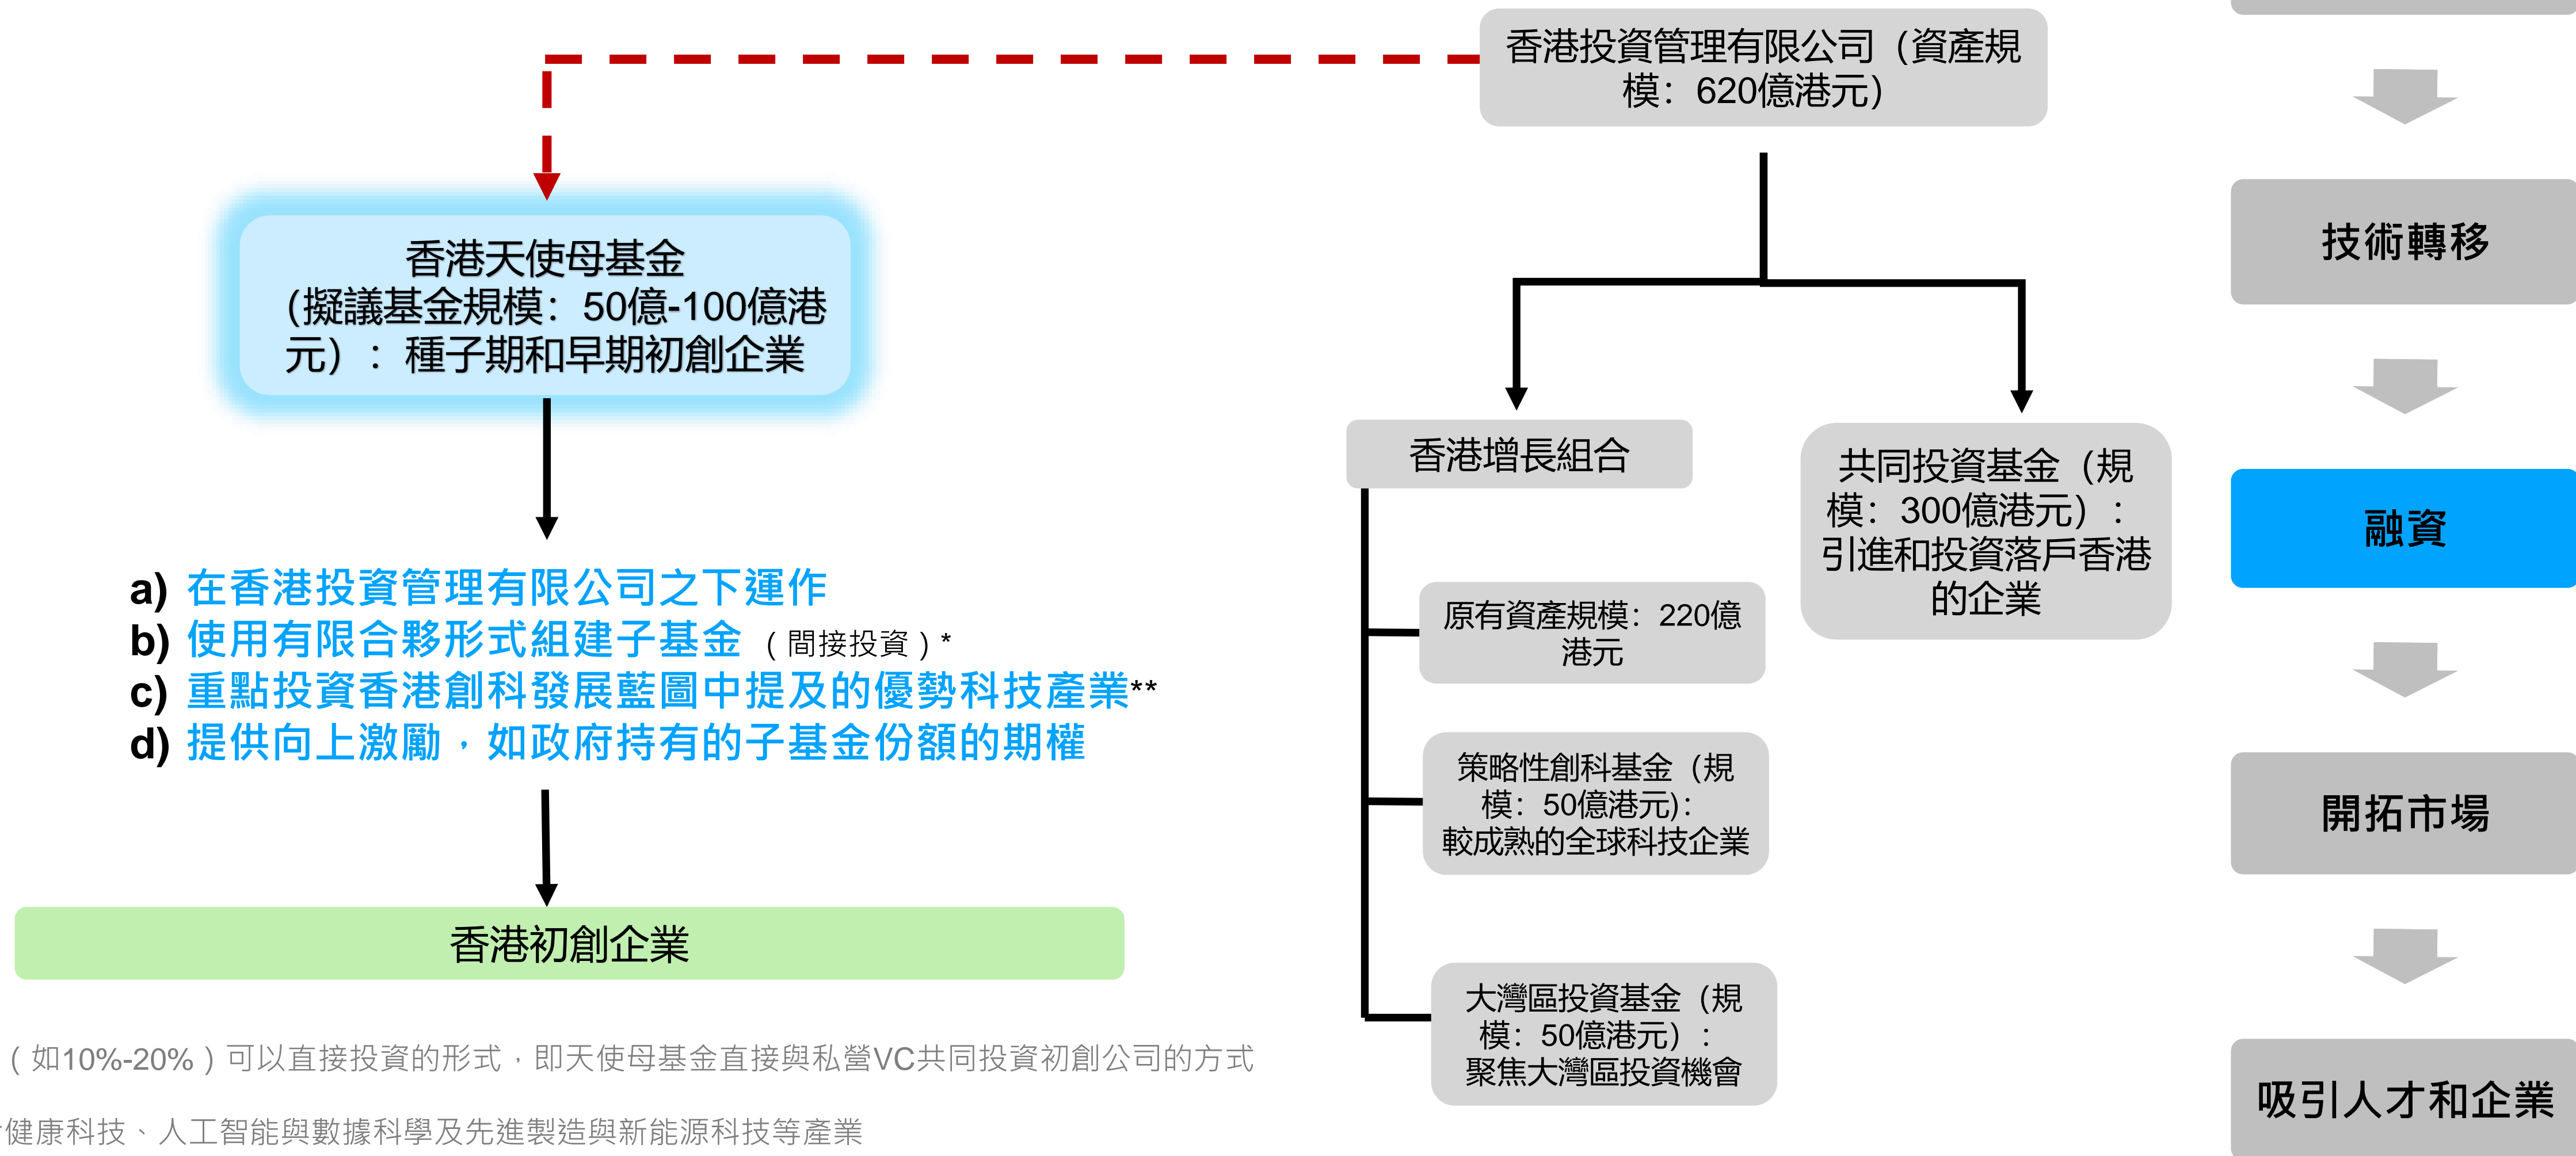 香港投資管理有限公司（資產規
模：620億港元）
香港天使母基金
（擬議基金規模：50億-100億港
元）：種子期和早期初創企業
a) 在香港投資管理有限公司之下運作
b) 使用有限合夥形式組建子基金（間接投資）*
c) 重點投資香港創科發展藍圖中提及的優勢科技產業**
d) 提供向上激勵，如政府持有的子基金份額的期權
香港初創企業
（如10%-20%）可以直接投資的形式，即天使母基金直接與私營VC共同投資初創公司的方式
健康科技、人工智能與數據科學及先進製造與新能源科技等產業
香港增長組合
原有資產規模：220億
港元
策略性創科基金（規
模：50億港元）：
較成熟的全球科技企業
大灣區投資基金（規
模：50億港元）：
聚焦大灣區投資機會
共同投資基金（規
模：300億港元）：
引進和投資落戶香港
的企業
技術轉移
融資
開拓市場
吸引人才和企業